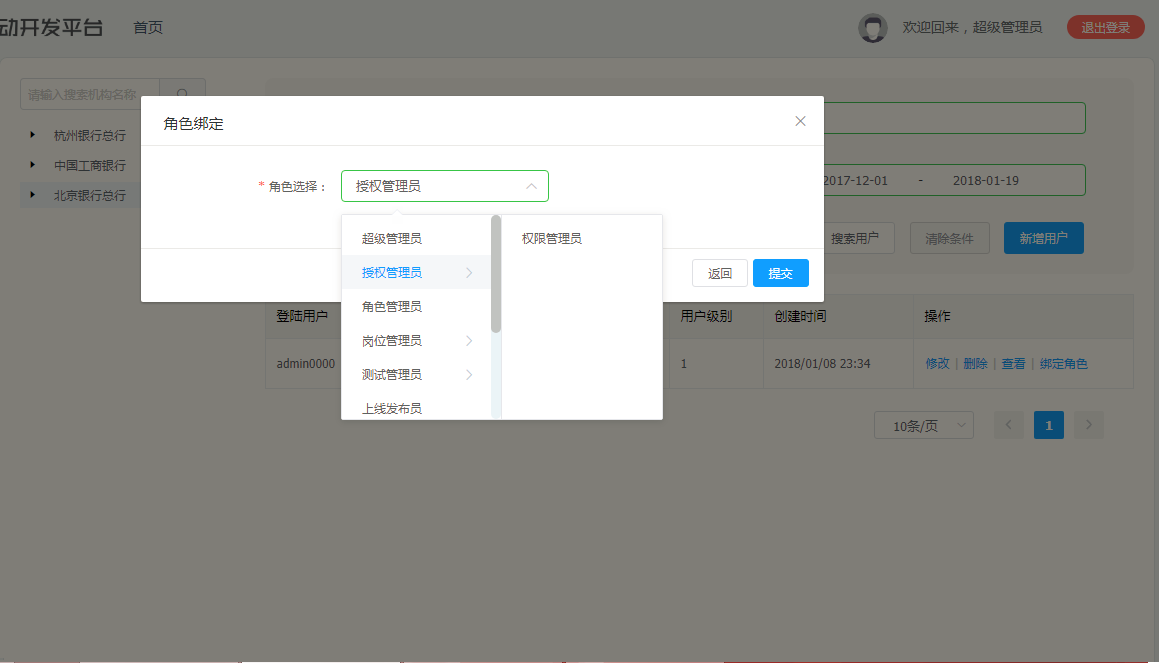 动开发平台
首页
欢迎回来，超级管理员
退出登录
请输入搜索机构名称
杭州银行总行
中国工商银行
北京银行总行
角色绑定
* 角色选择：
授权管理员
超级管理员
授权管理员
角色管理员
岗位管理员
测试管理员
上线发布员
权限管理员
返回
提交
2017-12-01 - 2018-01-19
搜索用户
清除条件
新增用户
登陆用户 用户级别 创建时间 操作
admin0000 1 2018/01/08 23:34 修改 | 删除 | 查看 | 绑定角色
10条/页
1